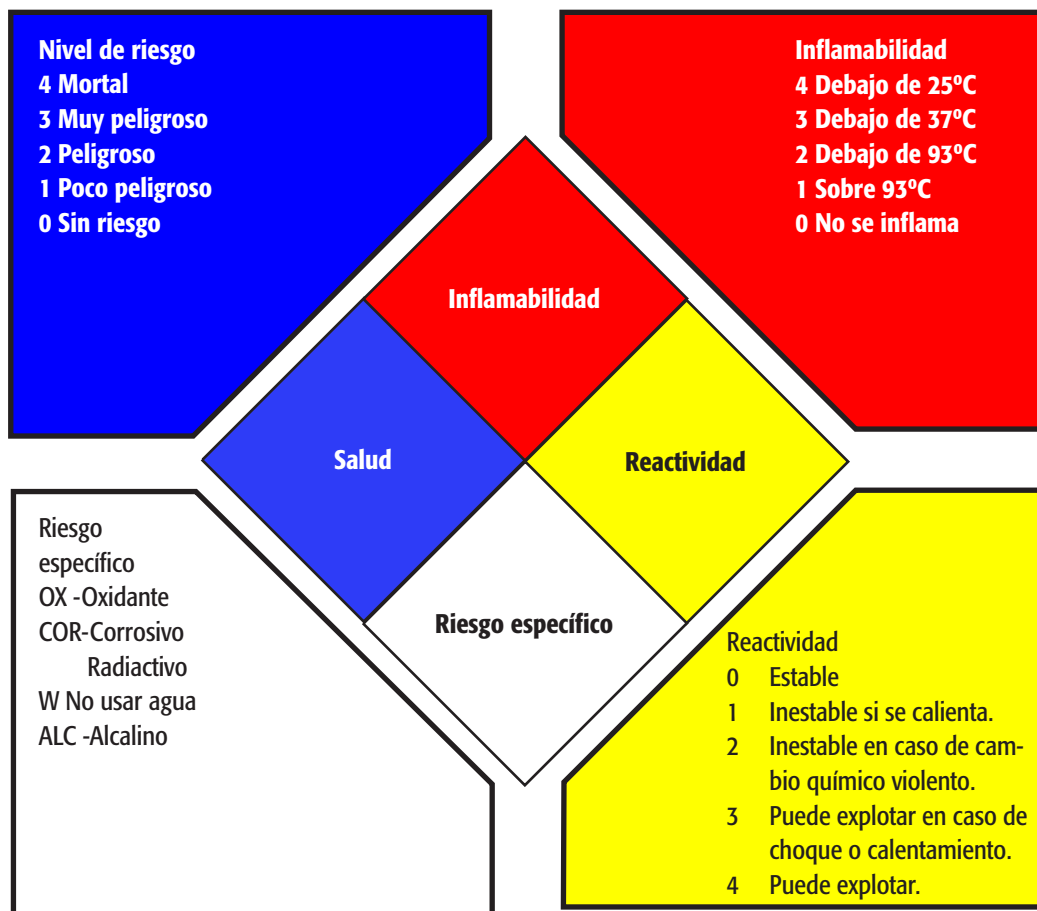 Nivel de riesgo
4 Mortal
3 Muy peligroso
2 Peligroso
1 Poco peligroso
0 Sin riesgo
Inflamabilidad
4 Debajo de 25ºC
3 Debajo de 37ºC
2 Debajo de 93ºC
1 Sobre 93ºC
0 No se inflama
Inflamabilidad
Salud
Reactividad
Riesgo específico
Riesgo
específico
OX -Oxidante
COR-Corrosivo
Radiactivo
W No usar agua
ALC -Alcalino
Reactividad
0 Estable
1 Inestable si se calienta.
2 Inestable en caso de cam-
bio químico violento.
3 Puede explotar en caso de
choque o calentamiento.
4 Puede explotar.